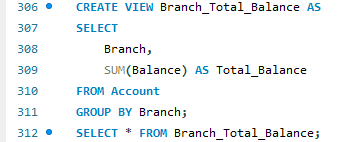 306 CREATE VIEW Branch_Total_Balance AS
307 SELECT
308 Branch,
309 SUM(Balance) AS Total_Balance
310 FROM Account
311 GROUP BY Branch;
312 SELECT * FROM Branch_Total_Balance;